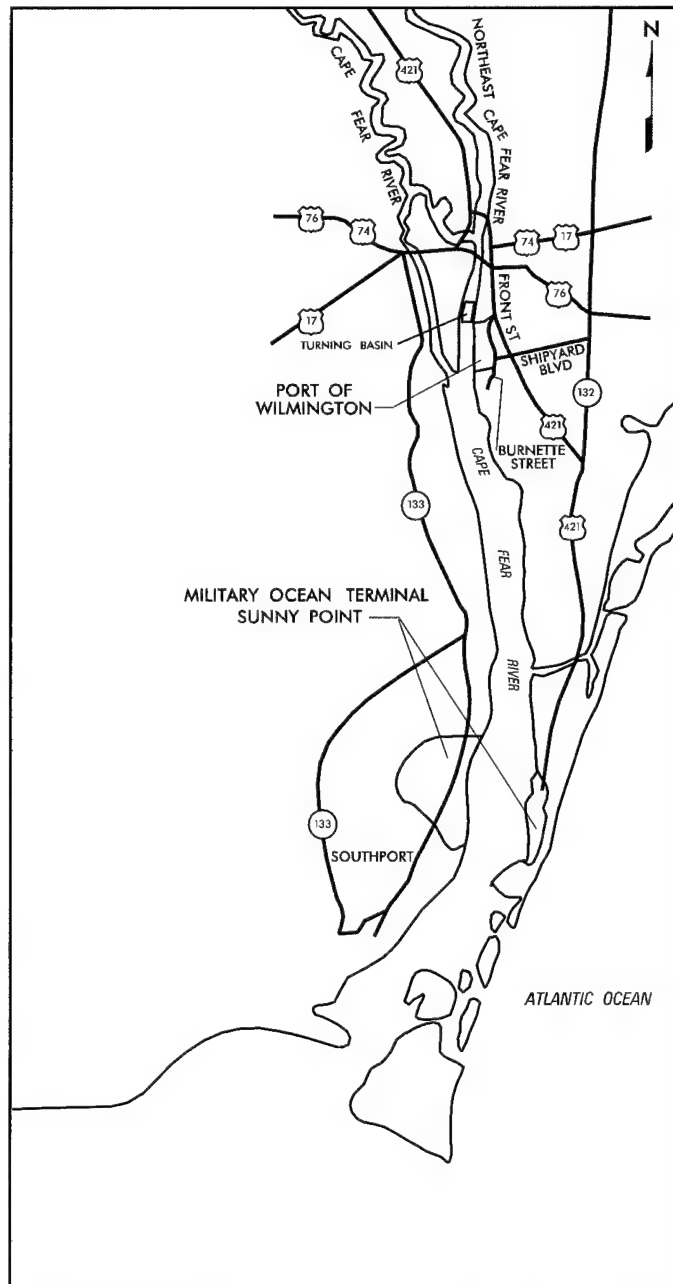 N
CAPE FEAR RIVER
421
NORTHEAST CAPE FEAR RIVER
76
74
74
17
17
FRONT ST
76
TURNING BASIN
SHIPYARD
BLVD
PORT OF
WILMINGTON
132
421
BURNETTE
STREET
CAPE
FEAR
RIVER
133
421
MILITARY OCEAN TERMINAL
SUNNY POINT
133
SOUTHPORT
ATLANTIC OCEAN